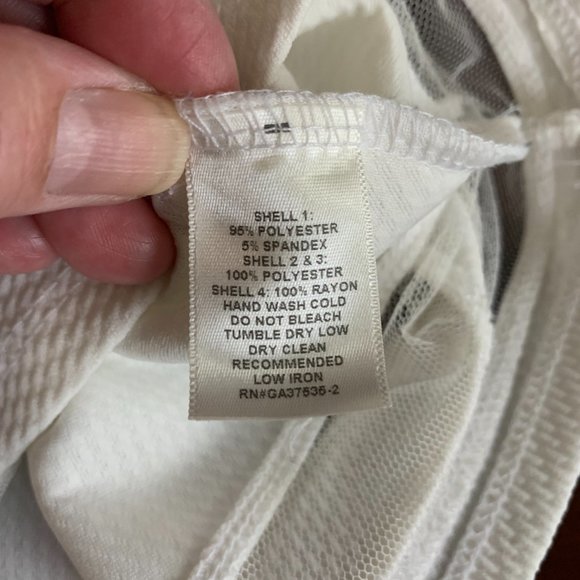 SHELL 1:
95% POLYESTER
5% SPANDEX
SHELL 2 & 3:
100% POLYESTER
SHELL 4: 100% RAYON
HAND WASH COLD
DO NOT BLEACH
TUMBLE DRY LOW
DRY CLEAN
RECOMMENDED
LOW IRON
RN#GA37535-2